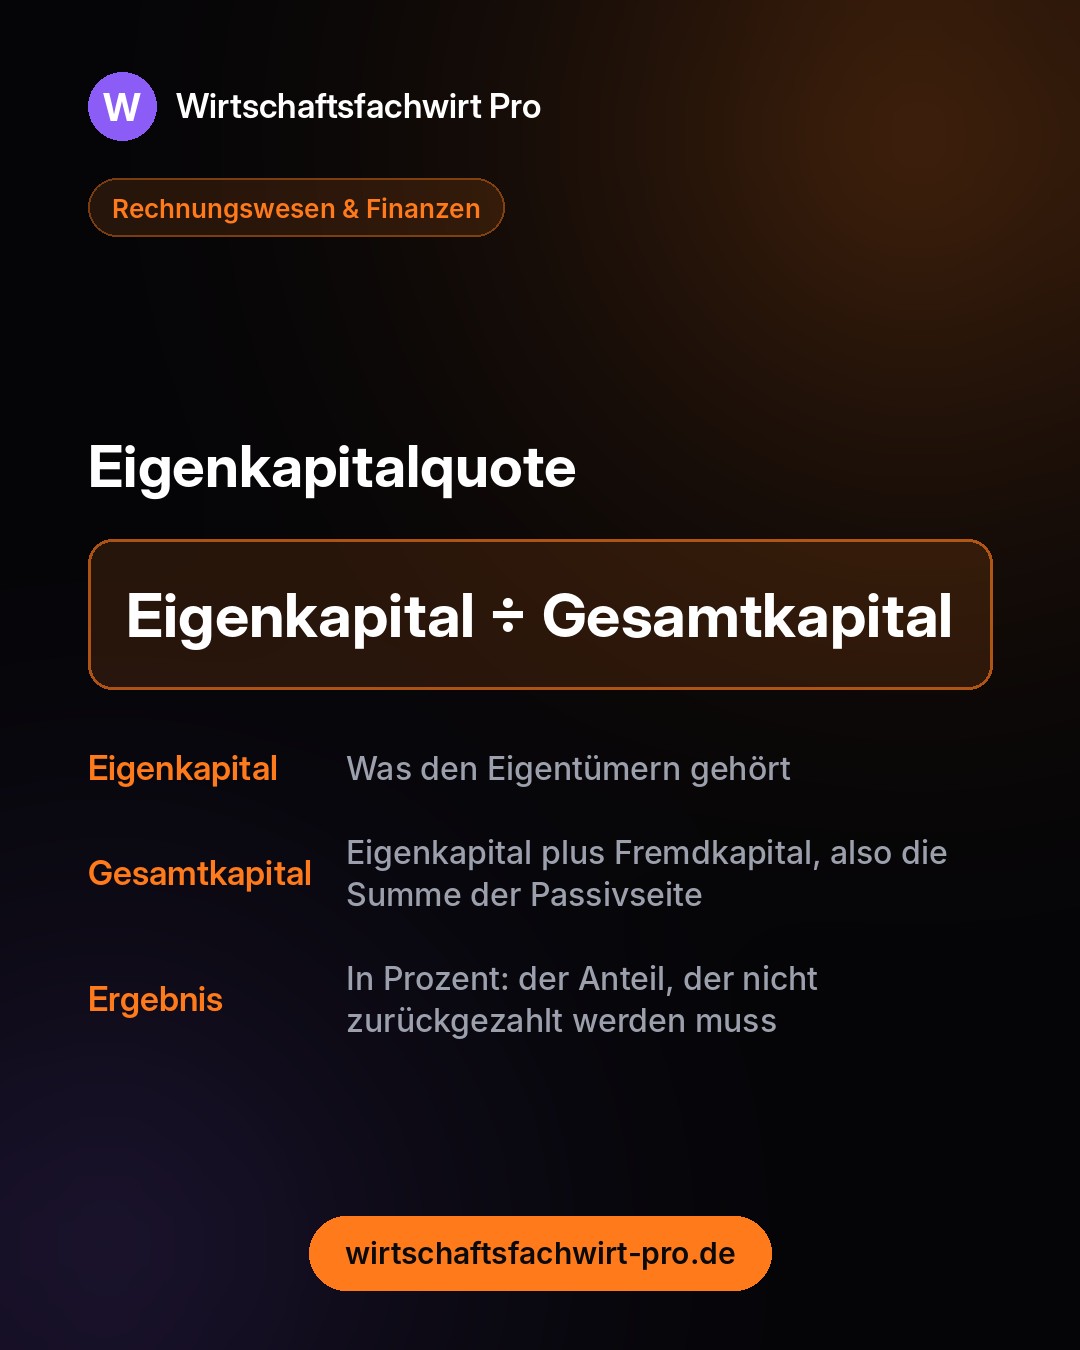 W Wirtschaftsfachwirt Pro
Rechnungswesen & Finanzen
Eigenkapitalquote
Eigenkapital ÷ Gesamtkapital
Eigenkapital Was den Eigentümern gehört
Gesamtkapital Eigenkapital plus Fremdkapital, also die
Summe der Passivseite
Ergebnis In Prozent: der Anteil, der nicht
zurückgezahlt werden muss
wirtschaftsfachwirt-pro.de